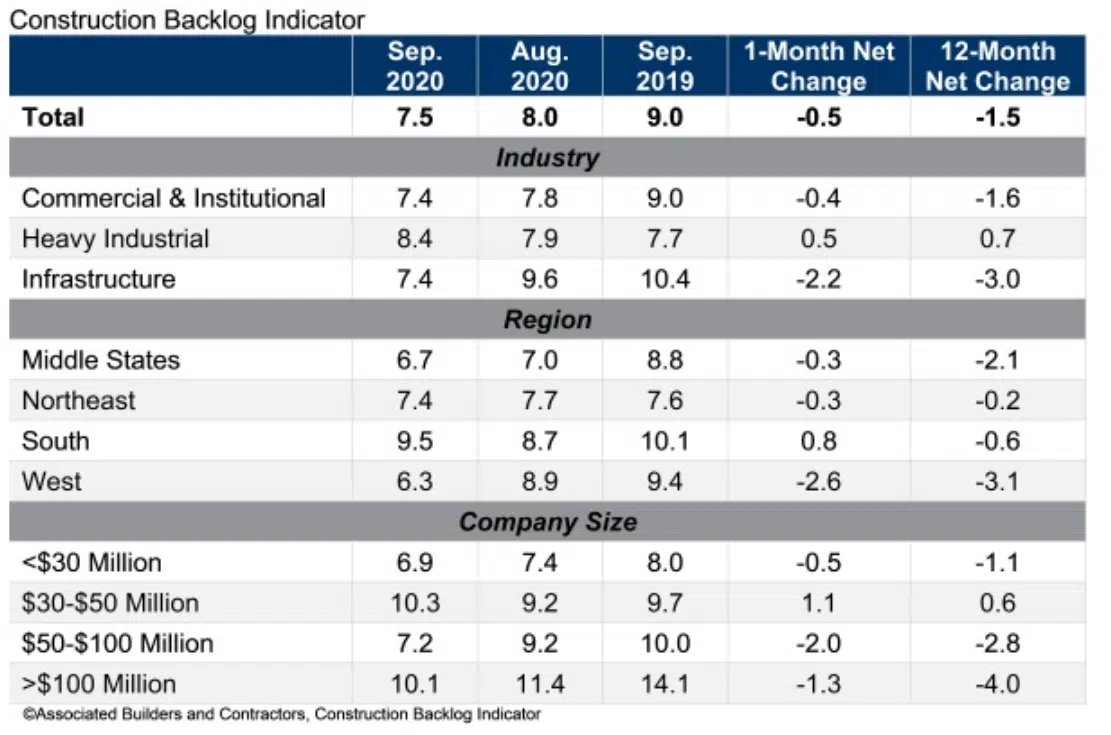 Construction Backlog Indicator
Sep. 2020 Aug. 2020 Sep. 2019 1-Month Net Change 12-Month Net Change
Total 7.5 8.0 9.0 -0.5 -1.5
Industry
Commercial & Institutional 7.4 7.8 9.0 -0.4 -1.6
Heavy Industrial 8.4 7.9 7.7 0.5 0.7
Infrastructure 7.4 9.6 10.4 -2.2 -3.0
Region
Middle States 6.7 7.0 8.8 -0.3 -2.1
Northeast 7.4 7.7 7.6 -0.3 -0.2
South 9.5 8.7 10.1 0.8 -0.6
West 6.3 8.9 9.4 -2.6 -3.1
Company Size
<$30 Million 6.9 7.4 8.0 -0.5 -1.1
$30-$50 Million 10.3 9.2 9.7 1.1 0.6
$50-$100 Million 7.2 9.2 10.0 -2.0 -2.8
>$100 Million 10.1 11.4 14.1 -1.3 -4.0
©Associated Builders and Contractors, Construction Backlog Indicator